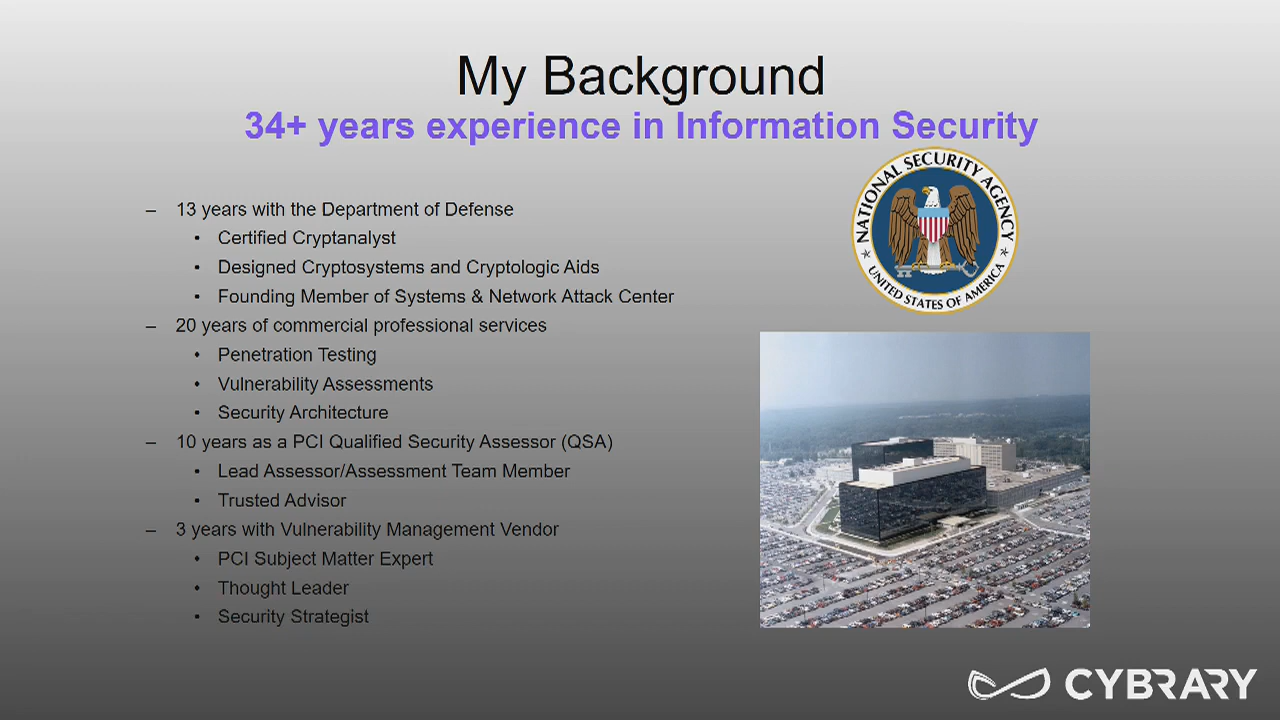 My Background
34+ years experience in Information Security
– 13 years with the Department of Defense
• Certified Cryptanalyst
• Designed Cryptosystems and Cryptologic Aids
• Founding Member of Systems & Network Attack Center
– 20 years of commercial professional services
• Penetration Testing
• Vulnerability Assessments
• Security Architecture
– 10 years as a PCI Qualified Security Assessor (QSA)
• Lead Assessor/Assessment Team Member
• Trusted Advisor
– 3 years with Vulnerability Management Vendor
• PCI Subject Matter Expert
• Thought Leader
• Security Strategist
NATIONAL SECURITY AGENCY
UNITED STATES OF AMERICA
CYBRARY